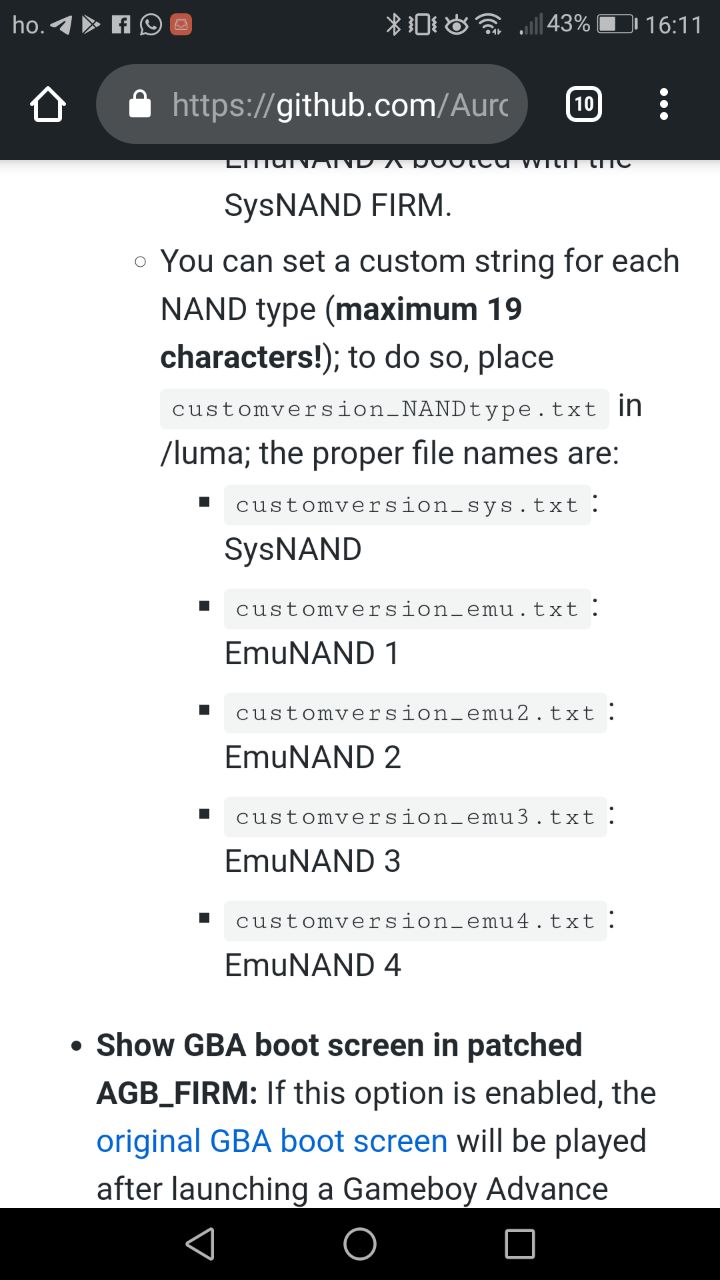 ho.
43% 16:11
https://github.com/Aurc
10
EmuNAND X booted with the
SysNAND FIRM.
You can set a custom string for each
NAND type (maximum 19
characters!); to do so, place
customversion_NANDtype.txt in
/luma; the proper file names are:
customversion_sys.txt:
SysNAND
customversion_emu.txt:
EmuNAND 1
customversion_emu2.txt:
EmuNAND 2
customversion_emu3.txt:
EmuNAND 3
customversion_emu4.txt:
EmuNAND 4
Show GBA boot screen in patched
AGB_FIRM: If this option is enabled, the
original GBA boot screen will be played
after launching a Gameboy Advance